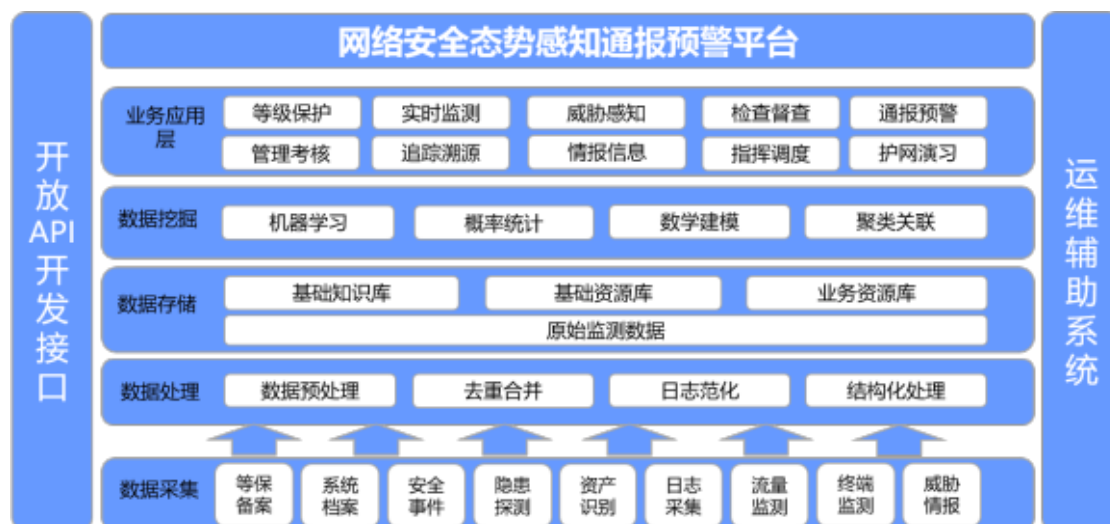 网络安全态势感知通报预警平台
开
放
API
开
发
接
口
业务应用
层
等级保护 实时监测 威胁感知 检查督查 通报预警
管理考核 追踪溯源 情报信息 指挥调度 护网演习
数据挖掘
机器学习 概率统计 数学建模 聚类关联
数据存储
基础知识库 基础资源库 业务资源库
原始监测数据
数据处理
数据预处理 去重合并 日志范化 结构化处理
数据采集
等保
备案
系统
档案
安全
事件
隐患
探测
资产
识别
日志
采集
流量
监测
终端
监测
威胁
情报
运
维
辅
助
系
统